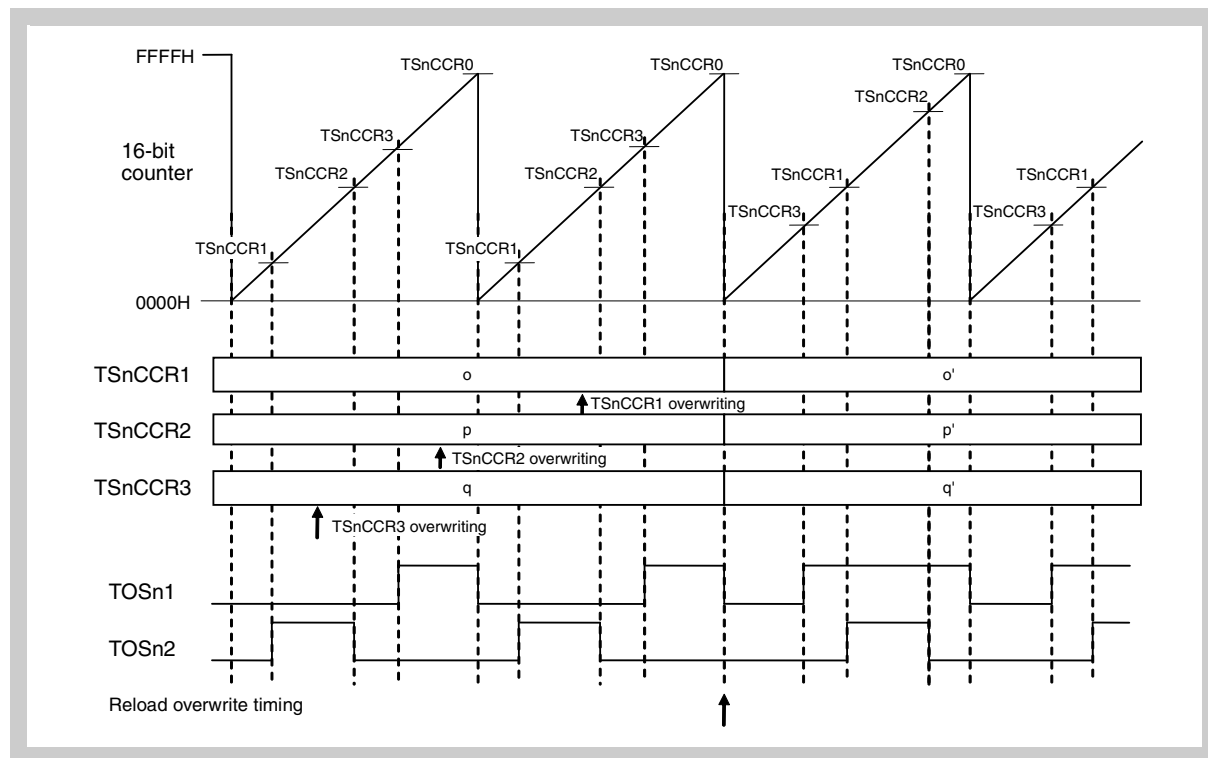 FFFFH
TSnCCR0
TSnCCR0
TSnCCR0
TSnCCR2
TSnCCR3
TSnCCR3
16-bit
counter
TSnCCR2
TSnCCR2
TSnCCR1
TSnCCR1
TSnCCR3
TSnCCR3
TSnCCR1
TSnCCR1
0000H
TSnCCR1
o
o'
TSnCCR1 overwriting
TSnCCR2
p
p'
TSnCCR2 overwriting
TSnCCR3
q
q'
TSnCCR3 overwriting
TOSn1
TOSn2
Reload overwrite timing